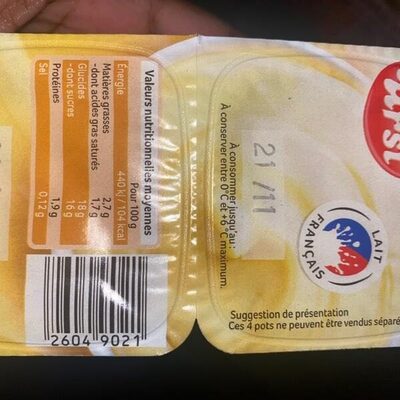 Valeurs nutritionnelles moyennes
Pour 100 g
Énergie 440 kJ / 104 kcal
Matières grasses 2,7 g
- dont acides gras saturés 1,7 g
Glucides 18 g
- dont sucres 16 g
Protéines 1,9 g
Sel 0,12 g
2604 9021
21/11
À consommer jusqu'au :
À conserver entre 0°C et +6°C maximum.
LAIT
FRANÇAIS
Suggestion de présentation
Ces 4 pots ne peuvent être vendus